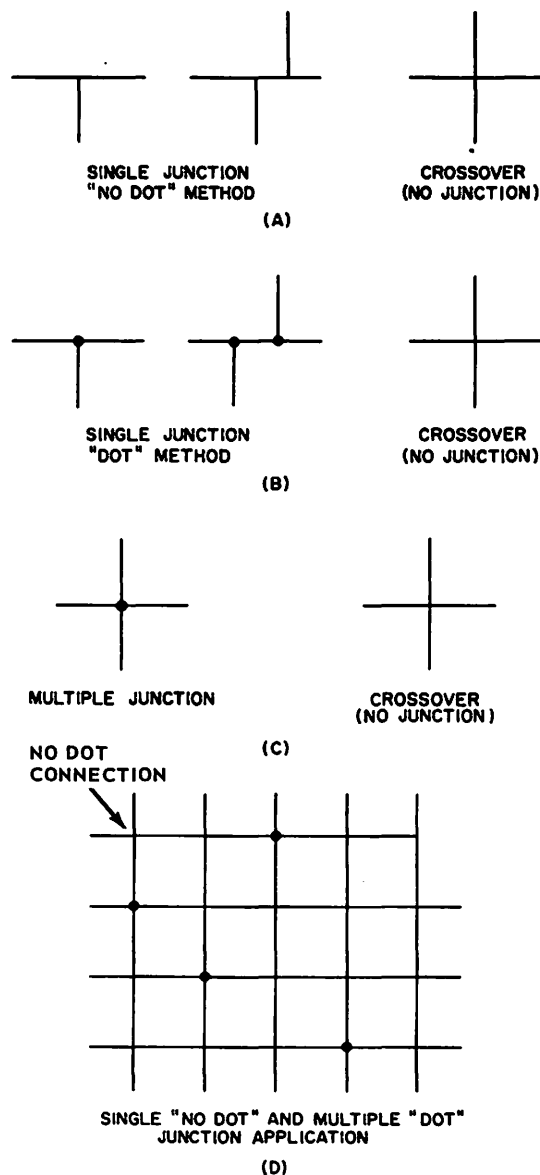 SINGLE JUNCTION
"NO DOT" METHOD
CROSSOVER
(NO JUNCTION)
(A)
SINGLE JUNCTION
"DOT" METHOD
CROSSOVER
(NO JUNCTION)
(B)
MULTIPLE JUNCTION
CROSSOVER
(NO JUNCTION)
(C)
NO DOT
CONNECTION
SINGLE "NO DOT" AND MULTIPLE "DOT"
JUNCTION APPLICATION
(D)